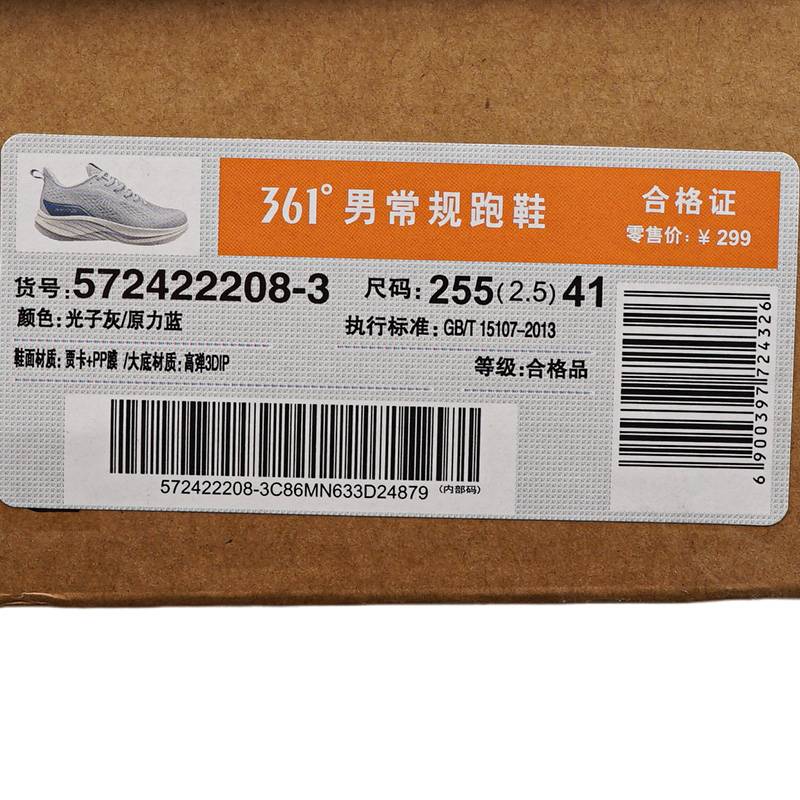 361° 男常规跑鞋
合格证
零售价: ¥ 299
货号:572422208-3 尺码: 255(2.5)41
颜色:光子灰/原力蓝 执行标准: GB/T 15107-2013
鞋面材质: 贾卡+PP膜 /大底材质: 高弹3DIP 等级:合格品
572422208-3C86MN633D24879 (内部码)
6900397724326